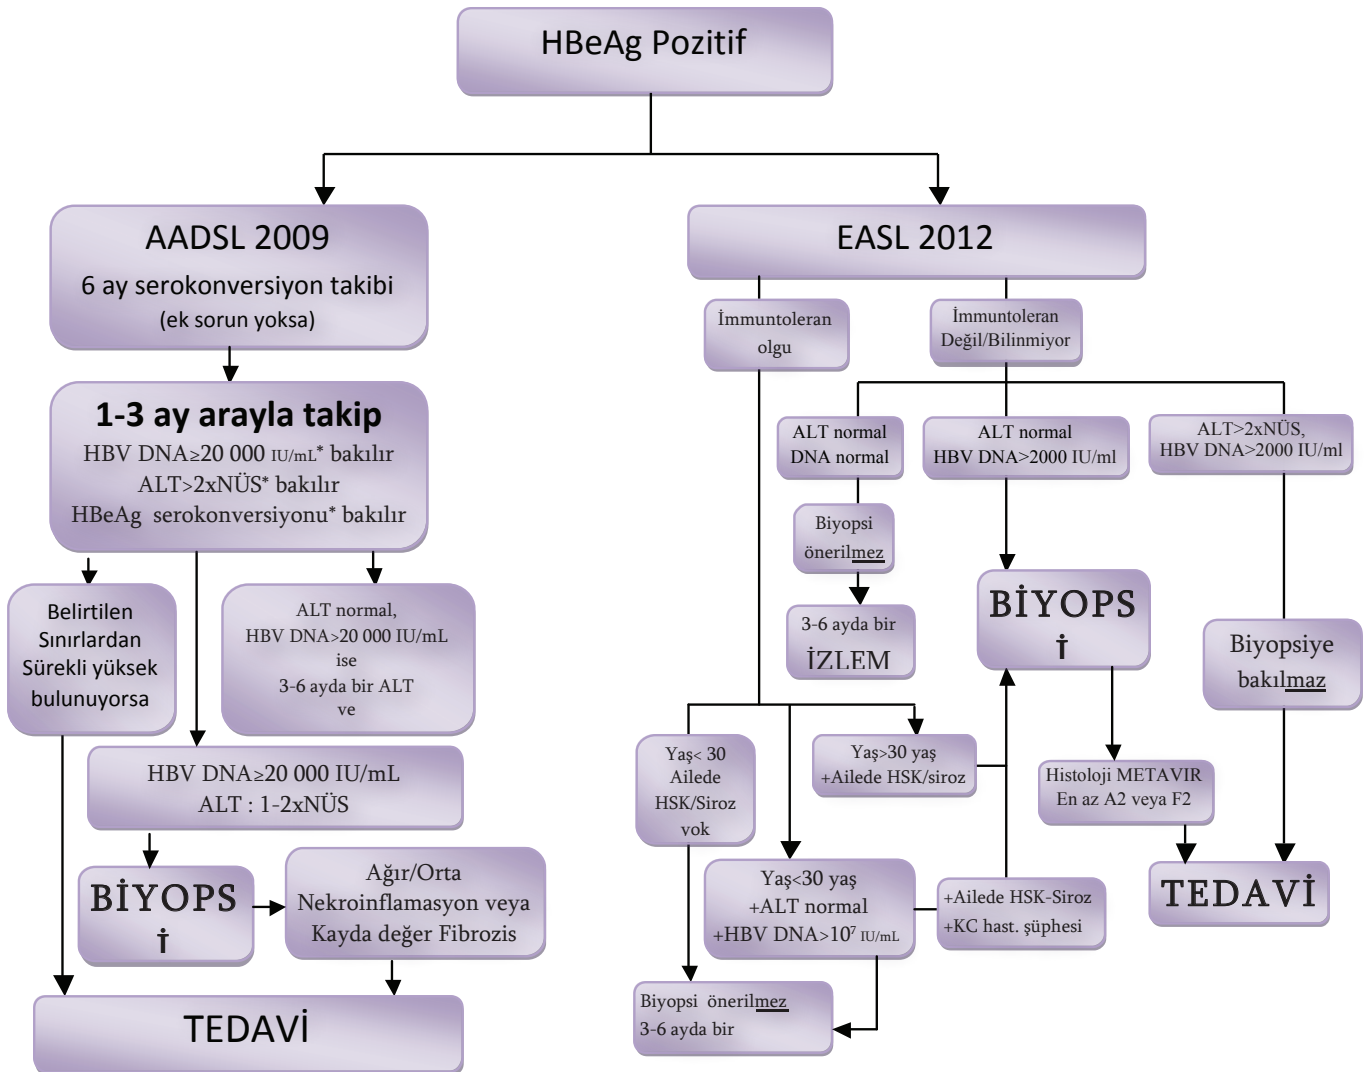 HBeAg Pozitif
AADSL 2009
6 ay serokonversiyon takibi
(ek sorun yoksa)
1-3 ay arayla takip
HBV DNA≥20 000 IU/mL* bakılır
ALT>2xNÜS* bakılır
HBeAg serokonversiyonu* bakılır
Belirtilen
Sınırlardan
Sürekli yüksek
bulunuyorsa
ALT normal,
HBV DNA>20 000 IU/mL
ise
3-6 ayda bir ALT
ve
HBV DNA≥20 000 IU/mL
ALT : 1-2xNÜS
BİYOPS
İ
Ağır/Orta
Nekroinflamasyon veya
Kayda değer Fibrozis
TEDAVİ
EASL 2012
İmmuntoleran
olgu
İmmuntoleran
Değil/Bilinmiyor
ALT normal
DNA normal
ALT normal
HBV DNA>2000 IU/ml
ALT>2xNÜS,
HBV DNA>2000 IU/ml
Biyopsi
önerilmez
3-6 ayda bir
İZLEM
BİYOPS
İ
Biyopsiye
bakılmaz
Yaş< 30
Ailede
HSK/Siroz
yok
Yaş>30 yaş
+Ailede HSK/siroz
Histoloji METAVIR
En az A2 veya F2
Yaş<30 yaş
+ALT normal
+HBV DNA>10⁷ IU/mL
+Ailede HSK-Siroz
+KC hast. şüphesi
TEDAVİ
Biyopsi önerilmez
3-6 ayda bir